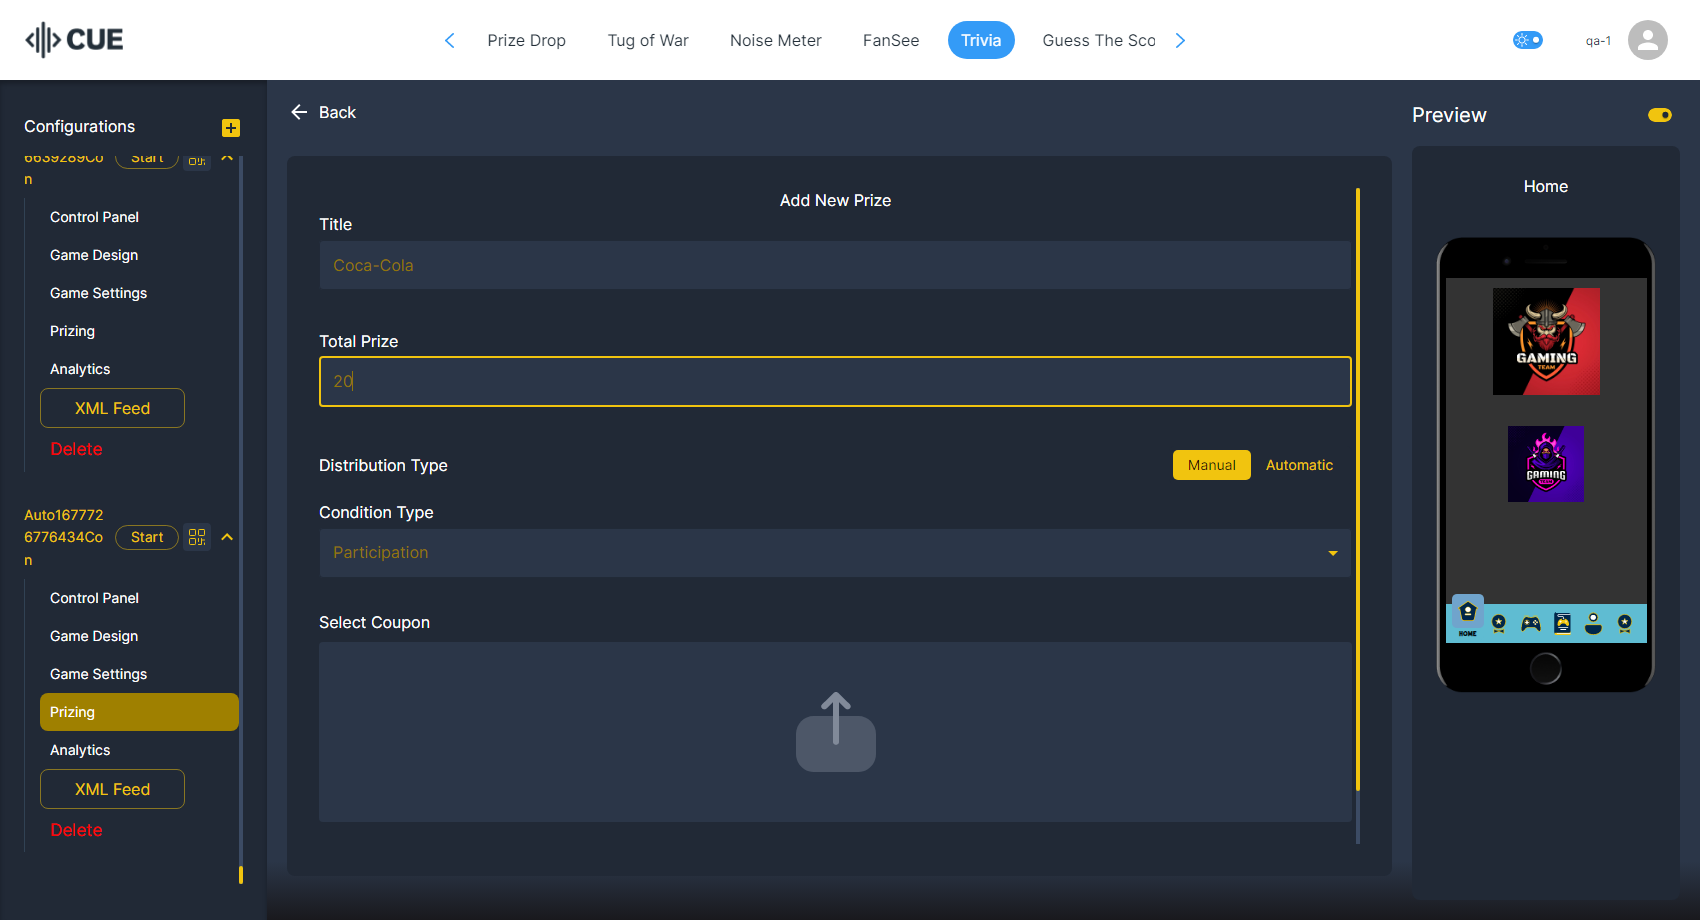 CUE
Prize Drop
Tug of War
Noise Meter
FanSee
Trivia
Guess The Sco
qa-1
Configurations
6639289Co
n
Start
Control Panel
Game Design
Game Settings
Prizing
Analytics
XML Feed
Delete
Auto167772
6776434Co
n
Start
Control Panel
Game Design
Game Settings
Prizing
Analytics
XML Feed
Delete
Back
Add New Prize
Title
Coca-Cola
Total Prize
20
Distribution Type
Manual
Automatic
Condition Type
Participation
Select Coupon
Preview
Home
GAMING
TEAM
GAMING
TEAM
HOME